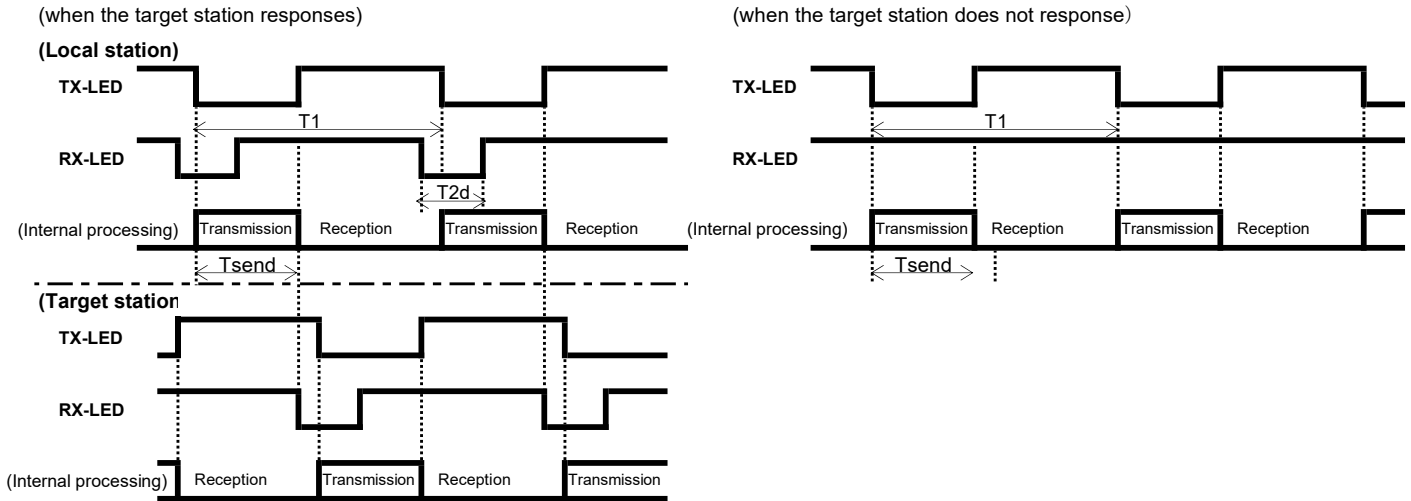 (when the target station responses)
(Local station)
TX-LED
T1
RX-LED
T2d
(Internal processing)
Transmission
Reception
Transmission
Reception
Tsend
(Target station
TX-LED
RX-LED
(Internal processing)
Reception
Transmission
Reception
Transmission
(when the target station does not response）
TX-LED
T1
RX-LED
(Internal processing)
Transmission
Reception
Transmission
Reception
Tsend